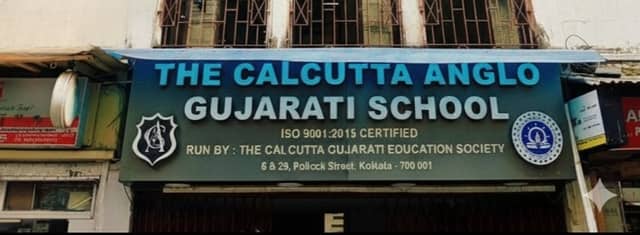 THE CALCUTTA ANGLO
GUJARATI SCHOOL
ISO 9001:2015 CERTIFIED
RUN BY : THE CALCUTTA GUJARATI EDUCATION SOCIETY
6 & 29, Pollock Street, Kolkata - 700 001
E